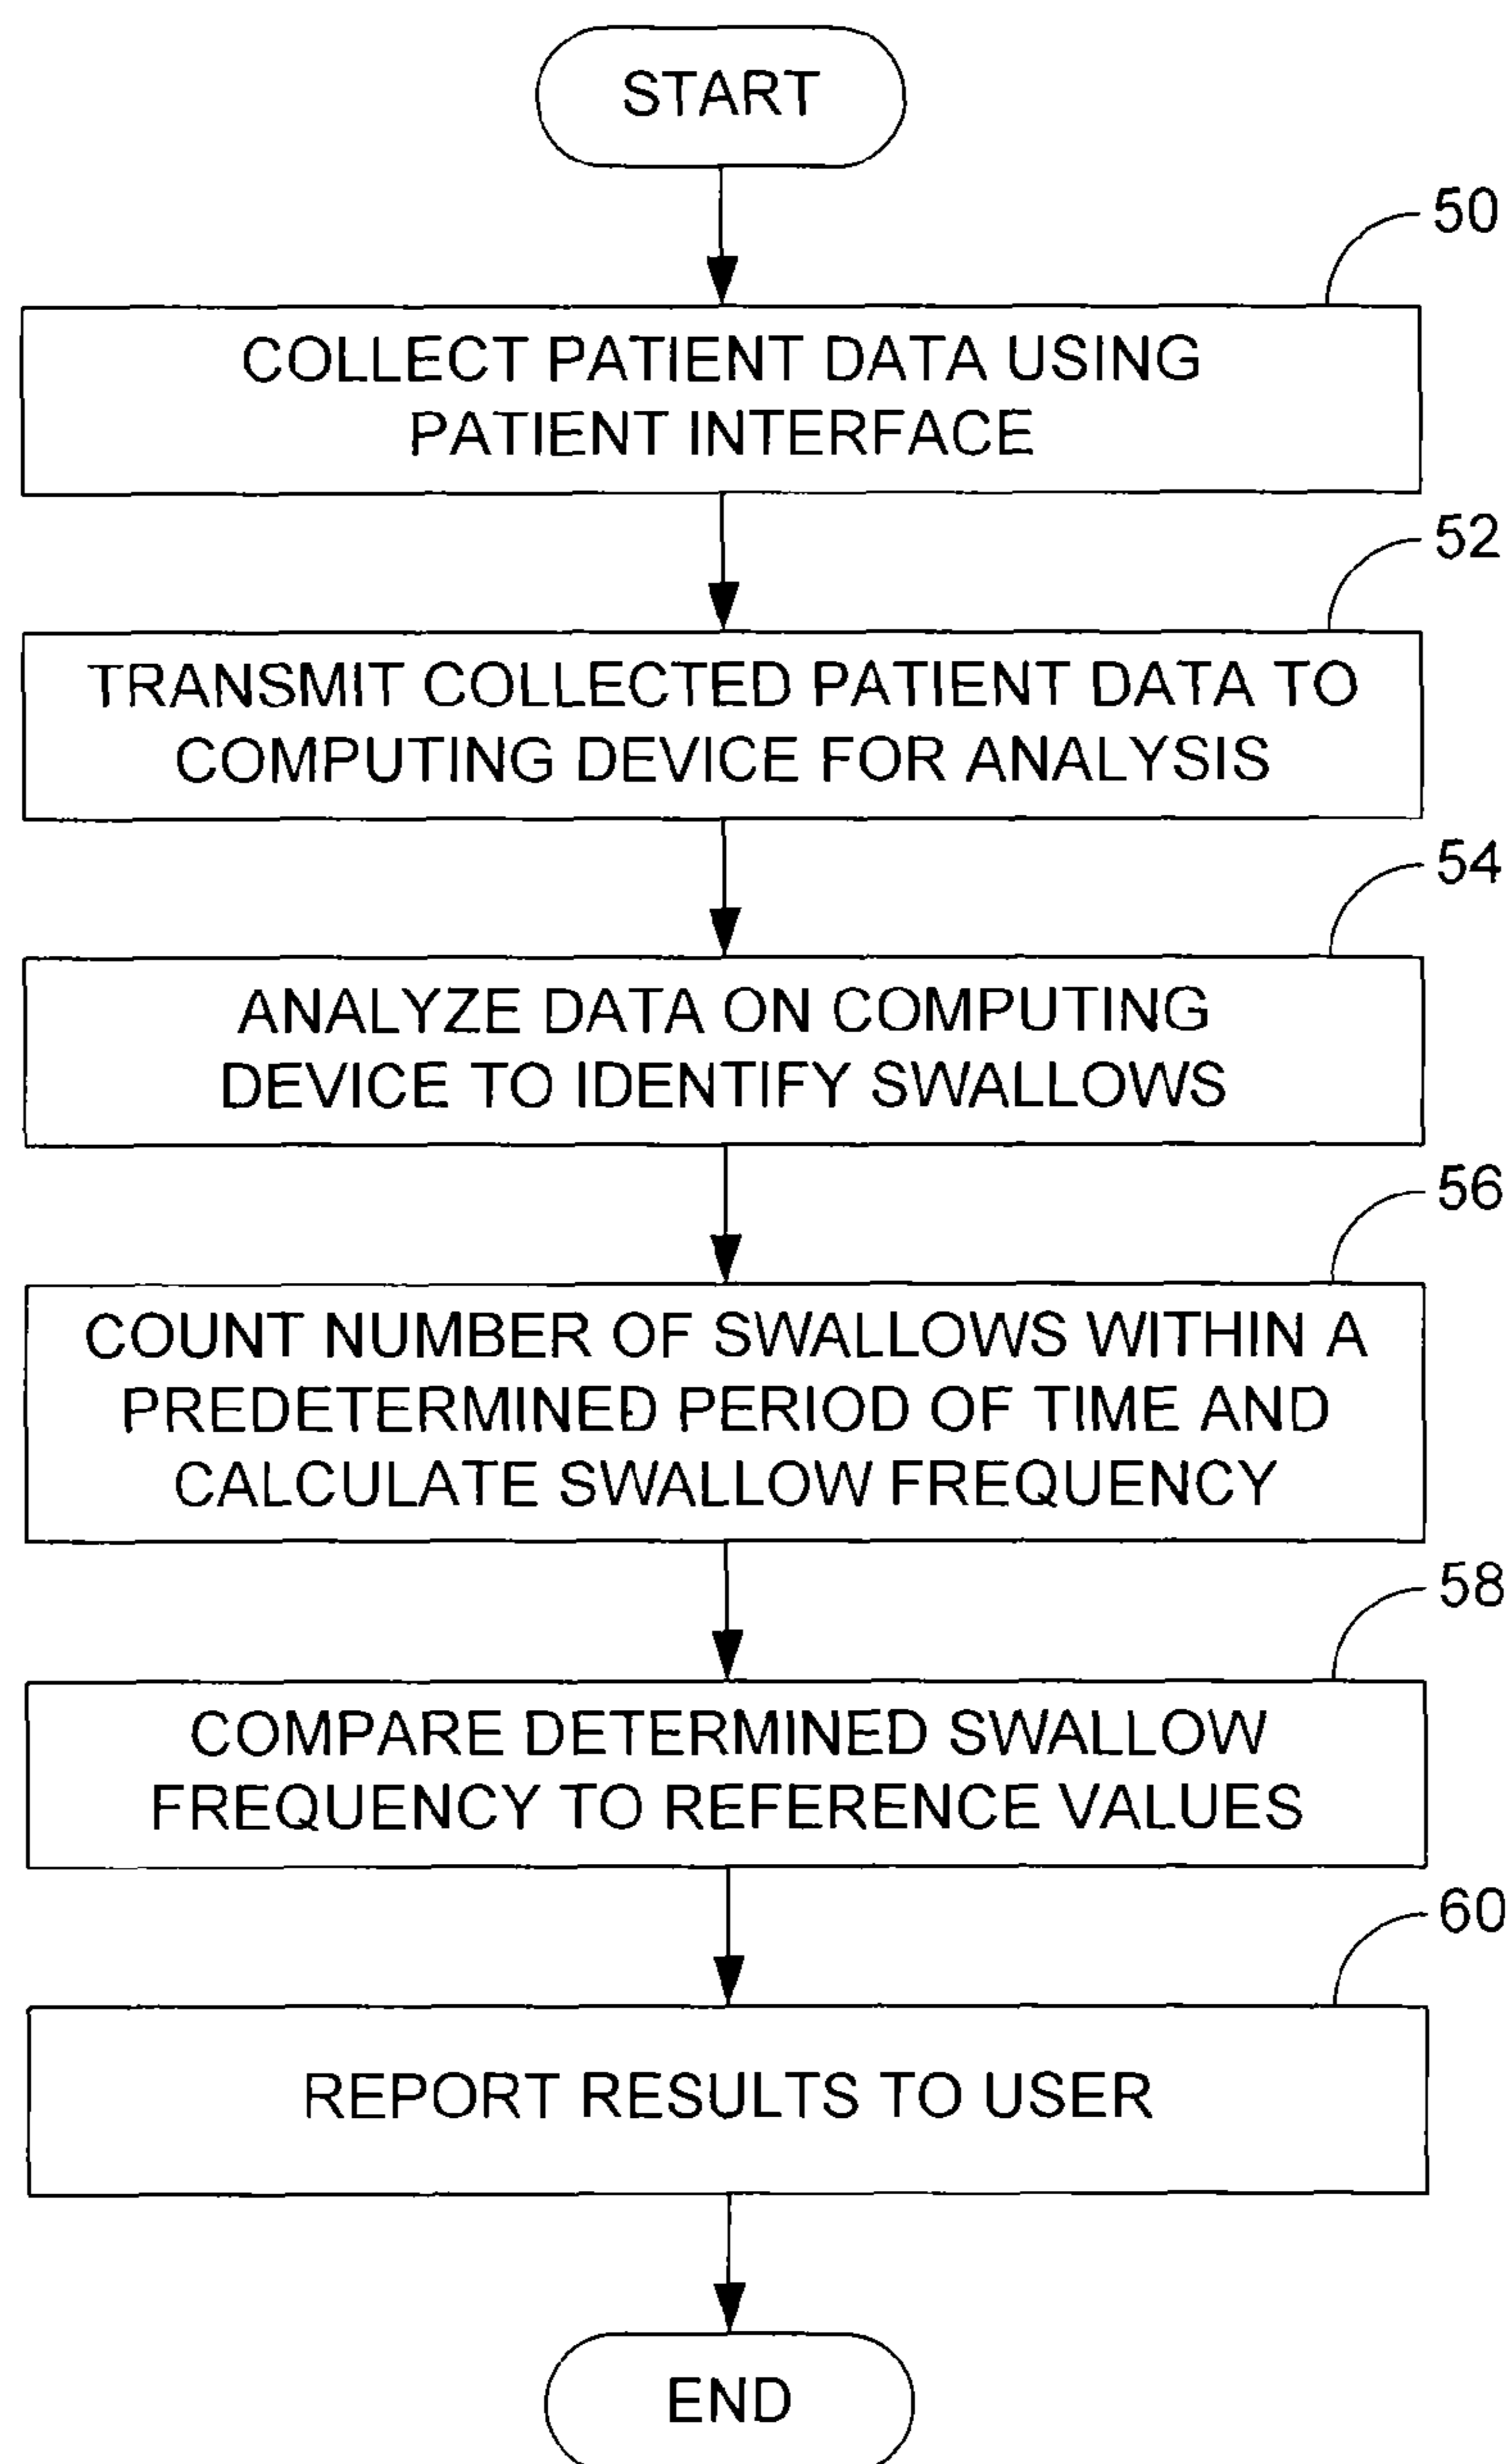 START
50
COLLECT PATIENT DATA USING
PATIENT INTERFACE
52
TRANSMIT COLLECTED PATIENT DATA TO
COMPUTING DEVICE FOR ANALYSIS
54
ANALYZE DATA ON COMPUTING
DEVICE TO IDENTIFY SWALLOWS
56
COUNT NUMBER OF SWALLOWS WITHIN A
PREDETERMINED PERIOD OF TIME AND
CALCULATE SWALLOW FREQUENCY
58
COMPARE DETERMINED SWALLOW
FREQUENCY TO REFERENCE VALUES
60
REPORT RESULTS TO USER
END